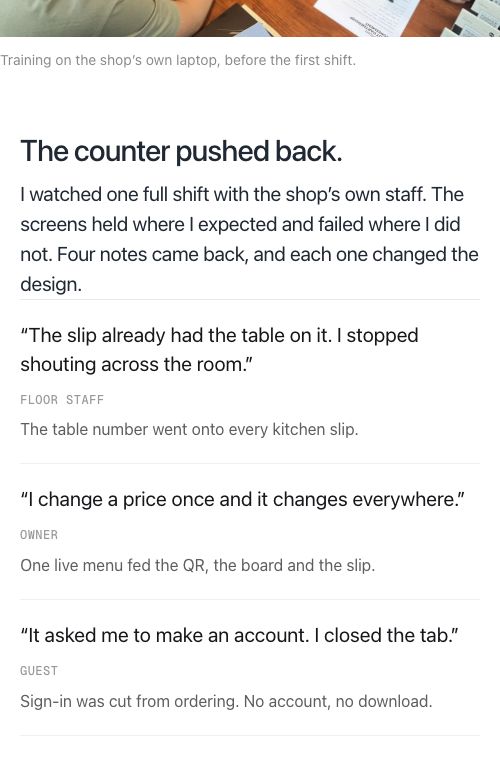 Training on the shop's own laptop, before the first shift.
The counter pushed back.
I watched one full shift with the shop's own staff. The
screens held where I expected and failed where I did
not. Four notes came back, and each one changed the
design.
“The slip already had the table on it. I stopped
shouting across the room.”
FLOOR STAFF
The table number went onto every kitchen slip.
“I change a price once and it changes everywhere.”
OWNER
One live menu fed the QR, the board and the slip.
“It asked me to make an account. I closed the tab.”
GUEST
Sign-in was cut from ordering. No account, no download.